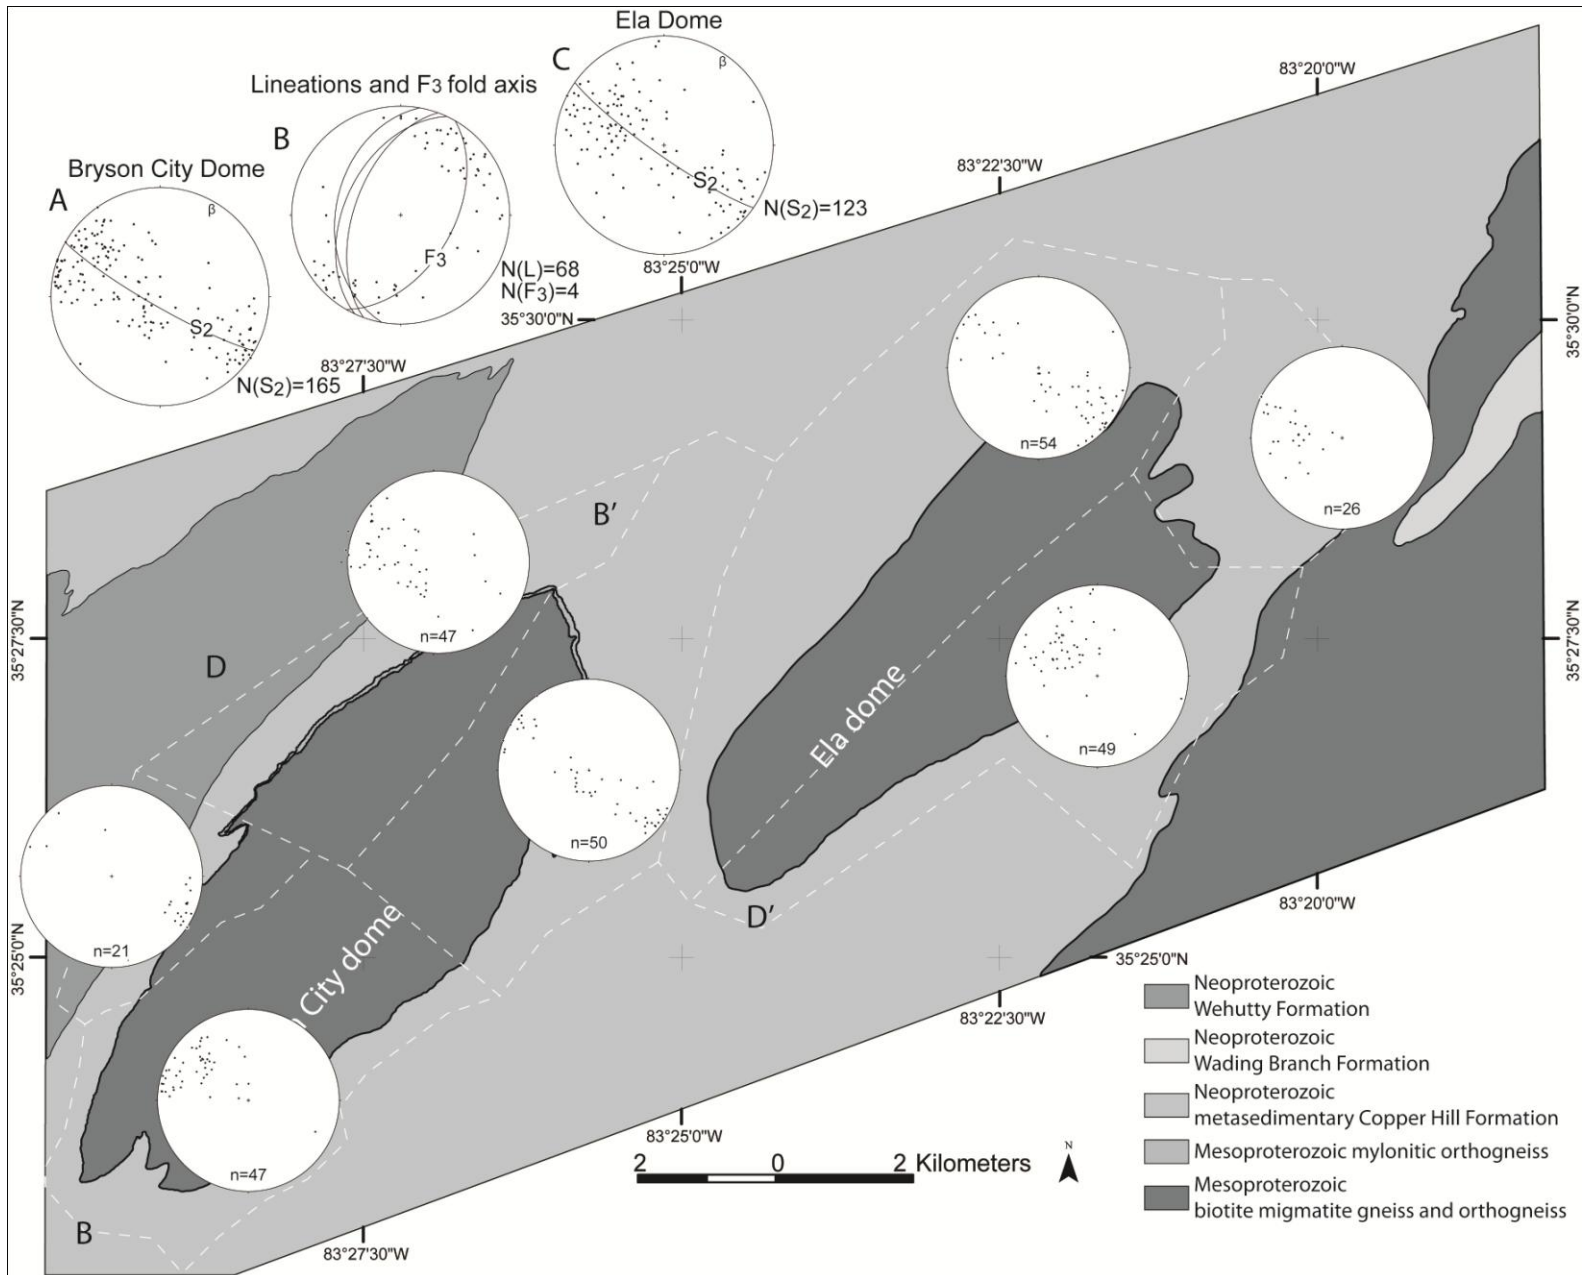 Ela Dome
C
β
S2
N(S2)=123
Lineations and F3 fold axis
B
F3
N(L)=68
N(F3)=4
Bryson City Dome
A
β
S2
N(S2)=165
83°20'0"W
83°22'30"W
83°25'0"W
83°27'30"W
35°30'0"N
35°30'0"N
n=54
n=26
B′
n=47
35°27'30"N
35°27'30"N
D
Ela dome
n=49
n=50
D′
n=21
35°25'0"N
35°25'0"N
83°20'0"W
83°22'30"W
n City dome
n=47
B
83°25'0"W
83°27'30"W
2 0 2 Kilometers
N
Neoproterozoic
Wehutty Formation
Neoproterozoic
Wading Branch Formation
Neoproterozoic
metasedimentary Copper Hill Formation
Mesoproterozoic mylonitic orthogneiss
Mesoproterozoic
biotite migmatite gneiss and orthogneiss